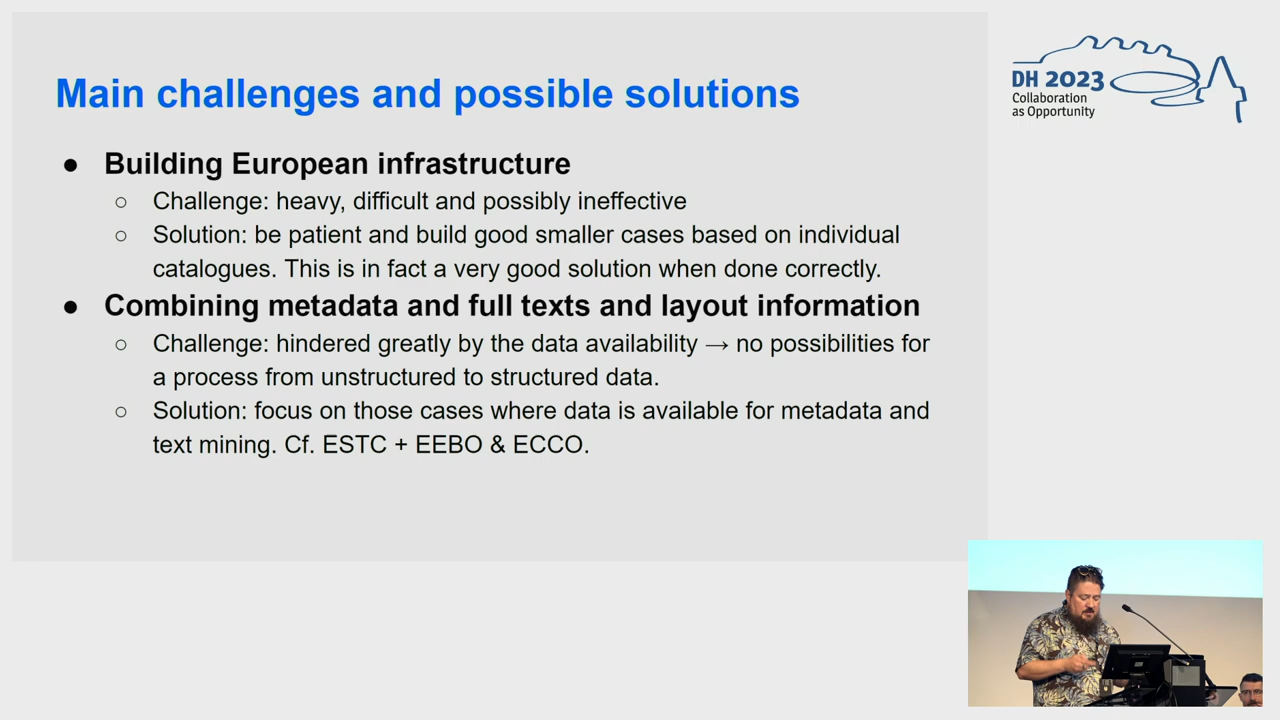 Main challenges and possible solutions
● Building European infrastructure
○ Challenge: heavy, difficult and possibly ineffective
○ Solution: be patient and build good smaller cases based on individual
catalogues. This is in fact a very good solution when done correctly.
● Combining metadata and full texts and layout information
○ Challenge: hindered greatly by the data availability → no possibilities for
a process from unstructured to structured data.
○ Solution: focus on those cases where data is available for metadata and
text mining. Cf. ESTC + EEBO & ECCO.
DH 2023
Collaboration
as Opportunity